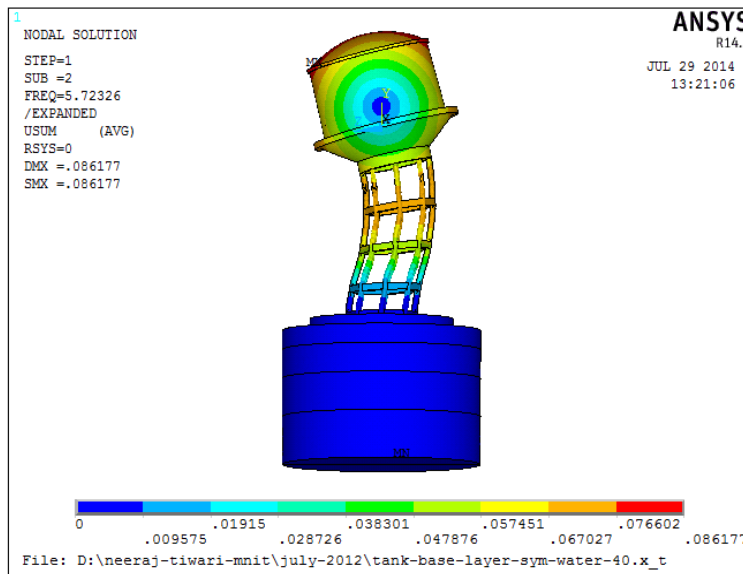 1
NODAL SOLUTION
STEP=1
SUB =2
FREQ=5.72326
/EXPANDED
USUM (AVG)
RSYS=0
DMX =.086177
SMX =.086177
ANSYS
R14.
JUL 29 2014
13:21:06
Y
Z
X
0
.009575
.01915
.028726
.038301
.047876
.057451
.067027
.076602
.086177
File: D:\neeraj-tiwari-mnit\july-2012\tank-base-layer-sym-water-40.x_t